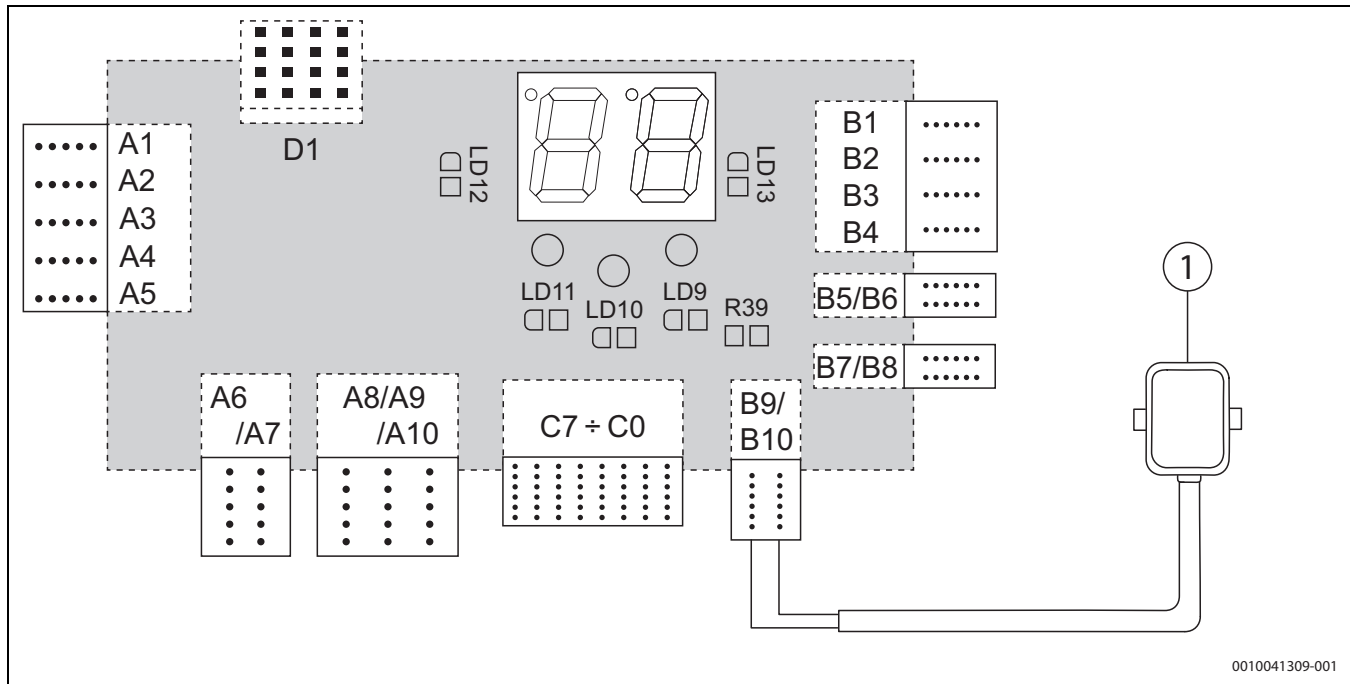 D1
A1
A2
A3
A4
A5
LD12
LD13
B1
B2
B3
B4
1
LD11
LD10
LD9
R39
B5/B6
B7/B8
A6
/A7
A8/A9
/A10
C7 ÷ C0
B9/
B10
0010041309-001